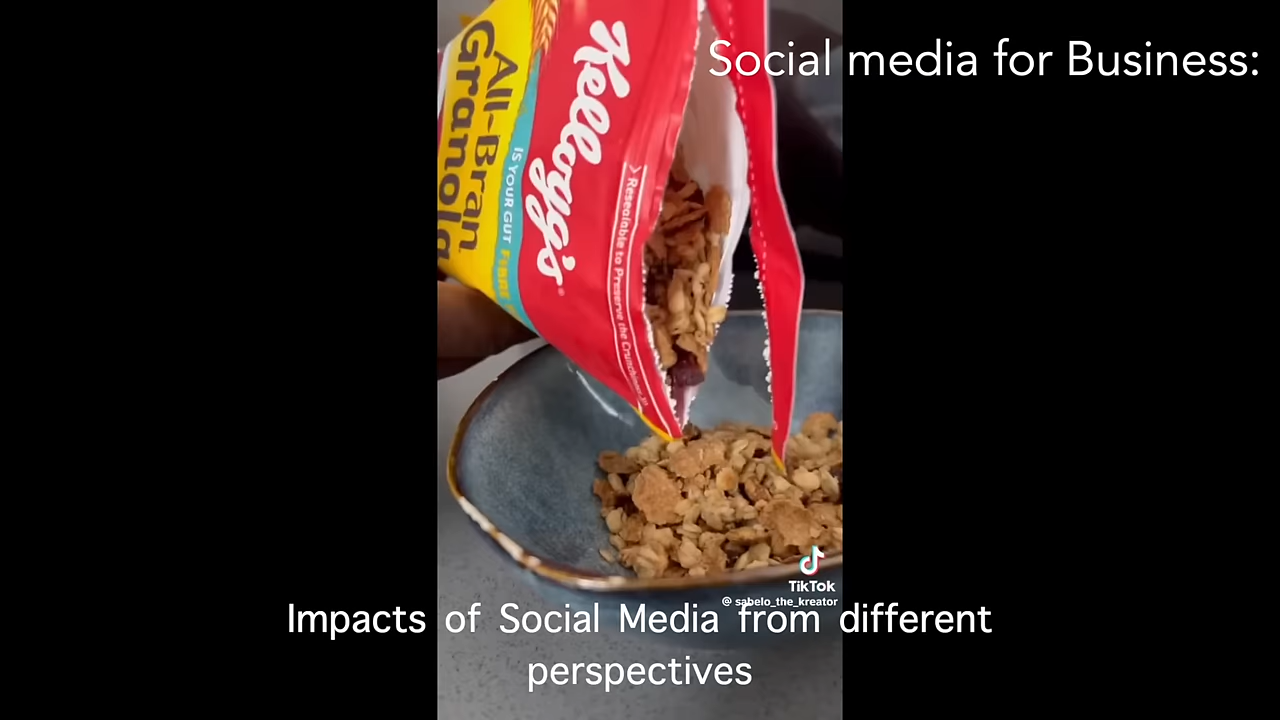 Social media for Business:
Kellogg's
All-Bran
Granola
IS YOUR GUT FIBRE
Resealable to Preserve the Crunchiness
TikTok
@ sabelo_the_kreator
Impacts of Social Media from different
perspectives